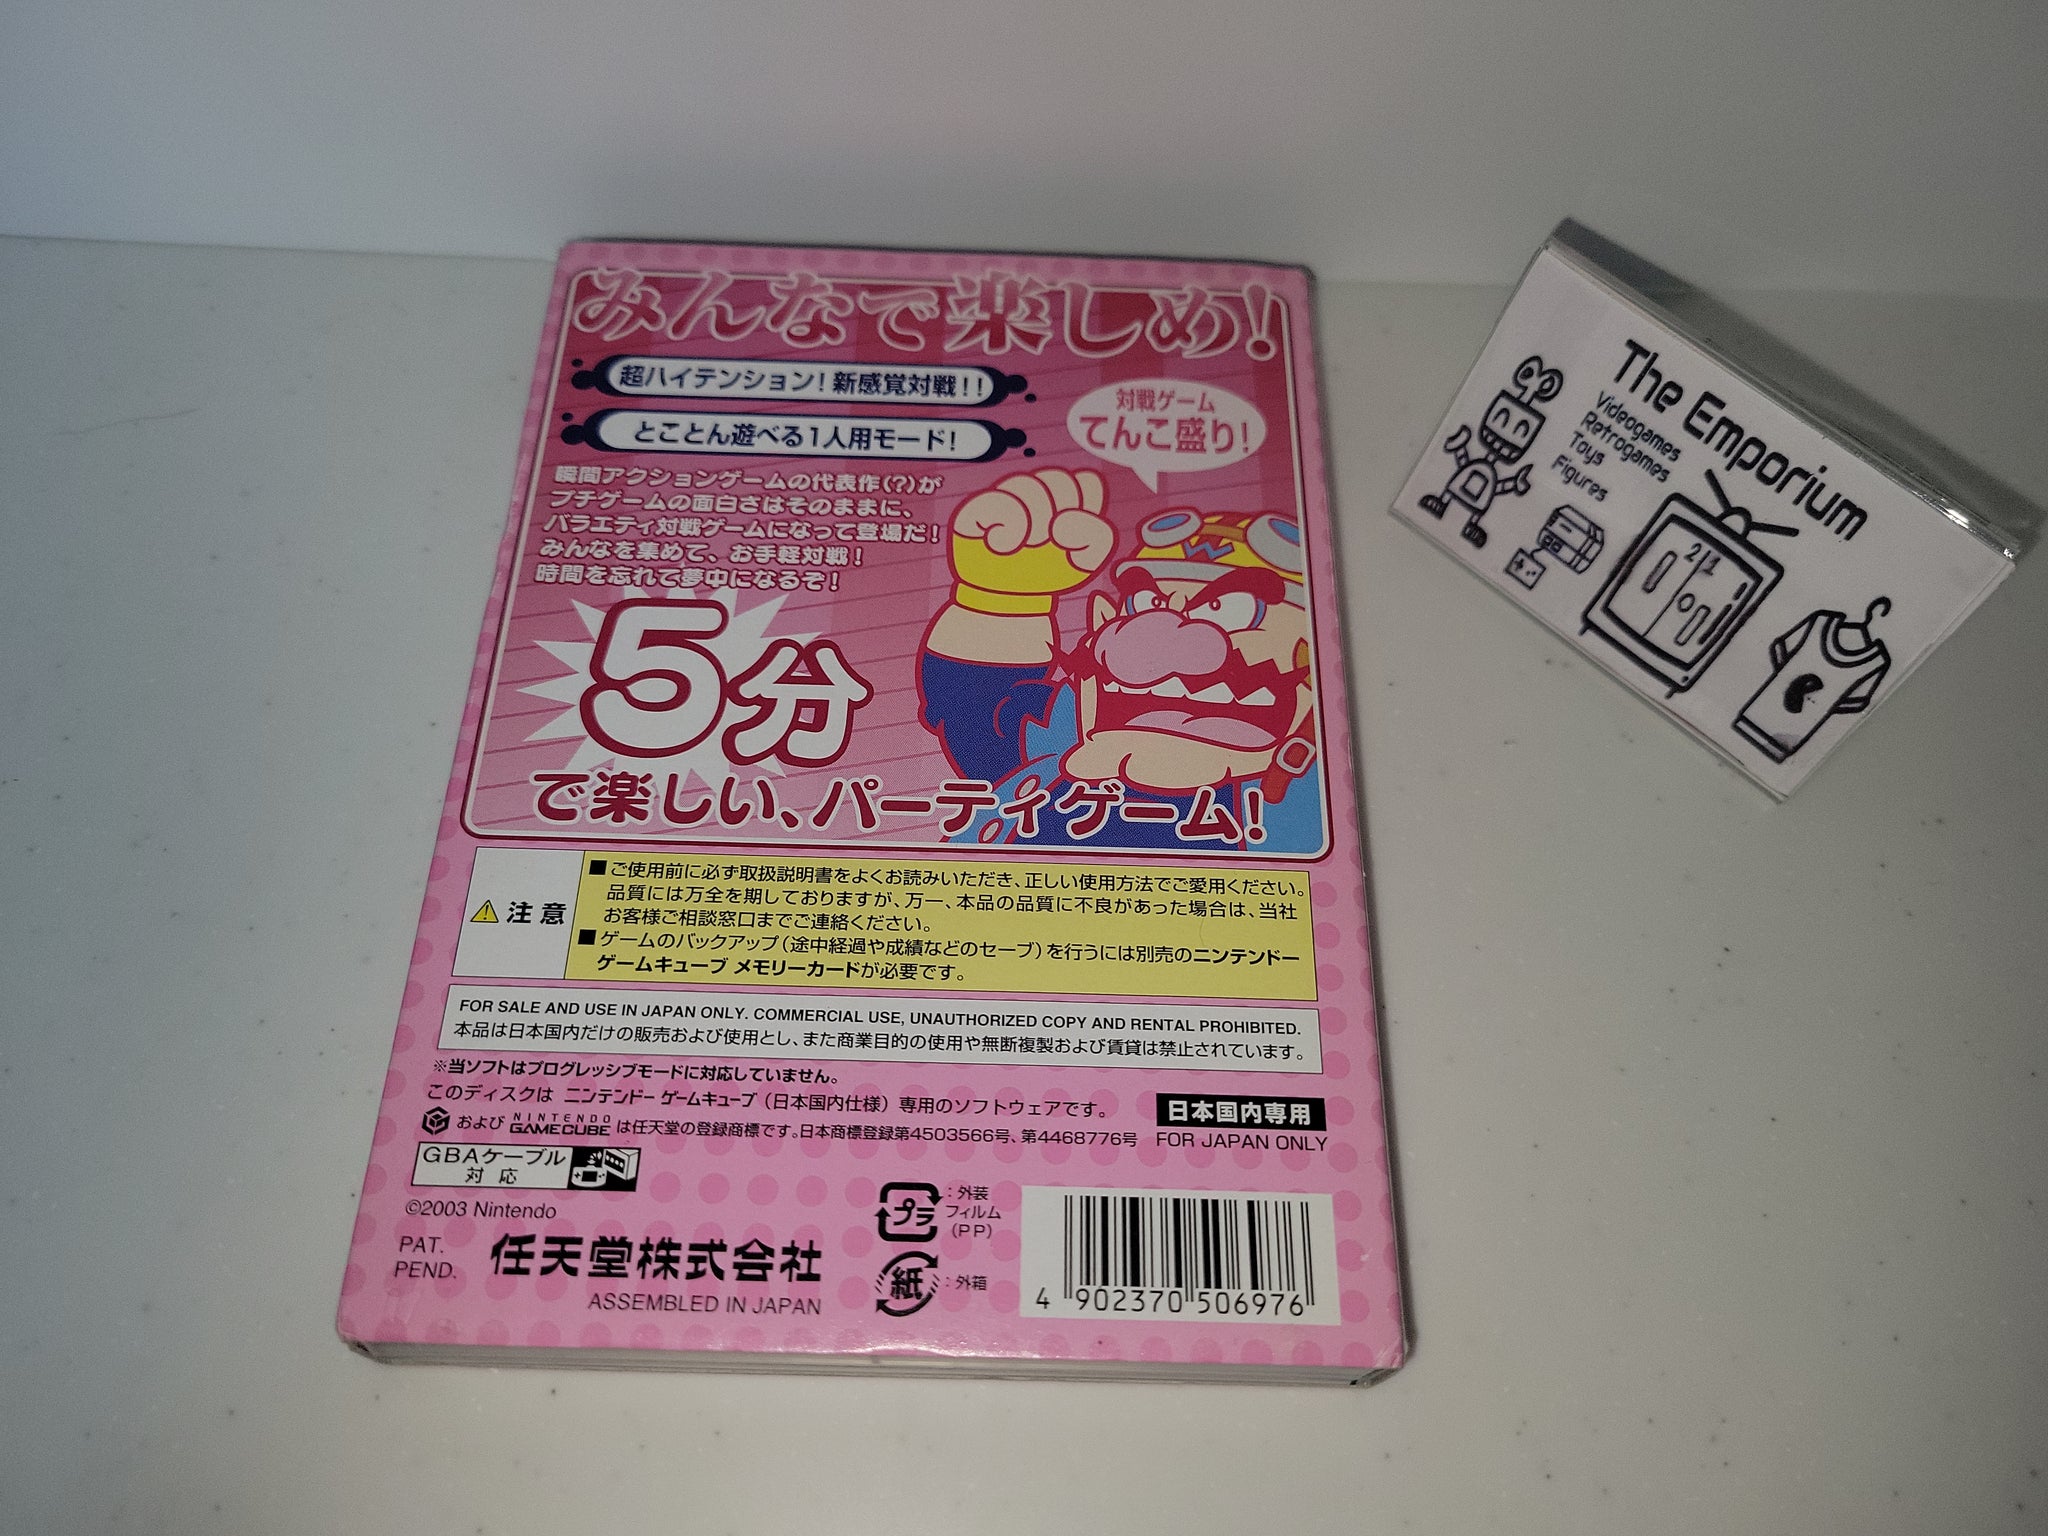 みんなで楽しめ!
超ハイテンション!新感覚対戦!!
とことん遊べる1人用モード!
対戦ゲーム
てんこ盛り!
瞬間アクションゲームの代表作(?)が
プチゲームの面白さはそのままに、
バラエティ対戦ゲームになって登場だ!
みんなを集めて、お手軽対戦!
時間を忘れて夢中になるぞ!
5分
で楽しい、パーティゲーム!
注意
■ご使用前に必ず取扱説明書をよくお読みいただき、正しい使用方法でご愛用ください。
品質には万全を期しておりますが、万一、本品の品質に不良があった場合は、当社
お客様ご相談窓口までご連絡ください。
■ゲームのバックアップ(途中経過や成績などのセーブ)を行うには別売のニンテンドー
ゲームキューブ メモリーカードが必要です。
FOR SALE AND USE IN JAPAN ONLY. COMMERCIAL USE, UNAUTHORIZED COPY AND RENTAL PROHIBITED.
本品は日本国内だけの販売および使用とし、また商業目的の使用や無断複製および賃貸は禁止されています。
※当ソフトはプログレッシブモードに対応していません。
このディスクは ニンテンドー ゲームキューブ(日本国内仕様)専用のソフトウェアです。
および NINTENDO GAMECUBE は任天堂の登録商標です。日本商標登録第4503566号、第4468776号
日本国内専用
FOR JAPAN ONLY
GBAケーブル
対応
©2003 Nintendo
PAT.
PEND.
任天堂株式会社
ASSEMBLED IN JAPAN
プラ
:外装
フィルム
(PP)
紙
:外箱
4 902370 506976
The Emporium
Videogames
Retrogames
Toys
Figures
21